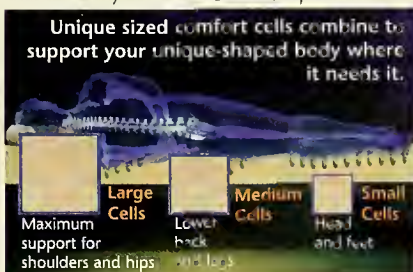 Unique sized comfort cells combine to
support your unique-shaped body where
it needs it.
Large
Cells
Maximum
support for
shoulders and hips
Medium
Cells
Lower
back
and legs
Small
Cells
Head
and feet